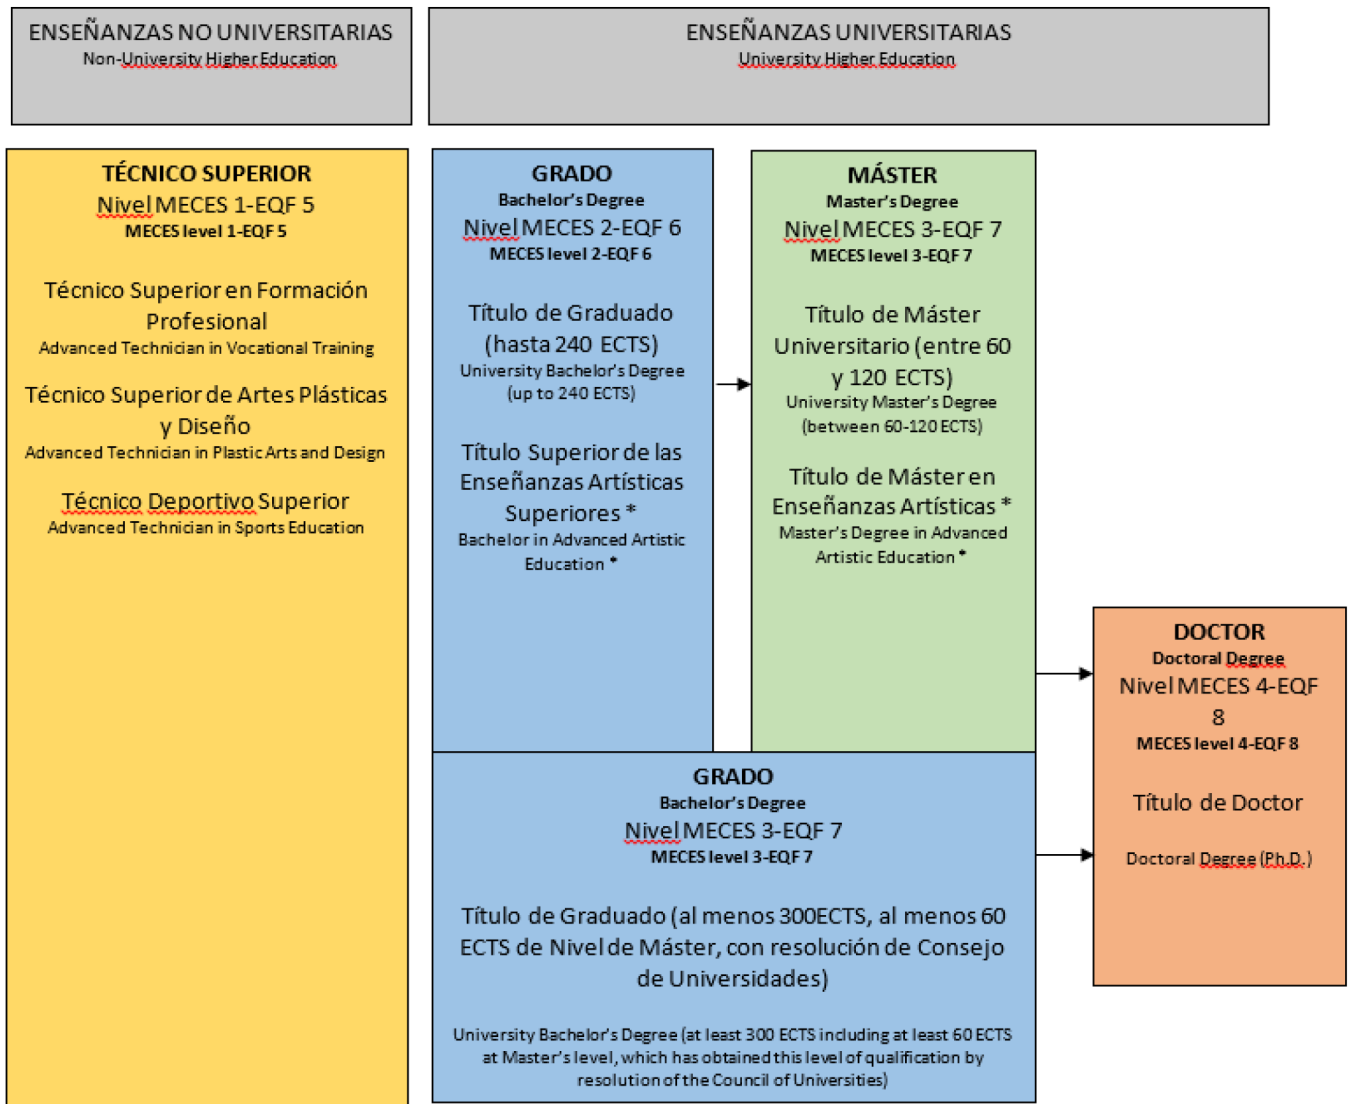 ENSEÑANZAS NO UNIVERSITARIAS
Non-University Higher Education
ENSEÑANZAS UNIVERSITARIAS
University Higher Education
TÉCNICO SUPERIOR
Nivel MECES 1-EQF 5
MECES level 1-EQF 5
Técnico Superior en Formación
Profesional
Advanced Technician in Vocational Training
Técnico Superior de Artes Plásticas
y Diseño
Advanced Technician in Plastic Arts and Design
Técnico Deportivo Superior
Advanced Technician in Sports Education
GRADO
Bachelor's Degree
Nivel MECES 2-EQF 6
MECES level 2-EQF 6
Título de Graduado
(hasta 240 ECTS)
University Bachelor's Degree
(up to 240 ECTS)
Título Superior de las
Enseñanzas Artísticas
Superiores *
Bachelor in Advanced Artistic
Education *
MÁSTER
Master's Degree
Nivel MECES 3-EQF 7
MECES level 3-EQF 7
Título de Máster
Universitario (entre 60
y 120 ECTS)
University Master's Degree
(between 60-120 ECTS)
Título de Máster en
Enseñanzas Artísticas *
Master's Degree in Advanced
Artistic Education *
GRADO
Bachelor's Degree
Nivel MECES 3-EQF 7
MECES level 3-EQF 7
Título de Graduado (al menos 300ECTS, al menos 60
ECTS de Nivel de Máster, con resolución de Consejo
de Universidades)
University Bachelor's Degree (at least 300 ECTS including at least 60 ECTS
at Master's level, which has obtained this level of qualification by
resolution of the Council of Universities)
DOCTOR
Doctoral Degree
Nivel MECES 4-EQF
8
MECES level 4-EQF 8
Título de Doctor
Doctoral Degree (Ph.D.)